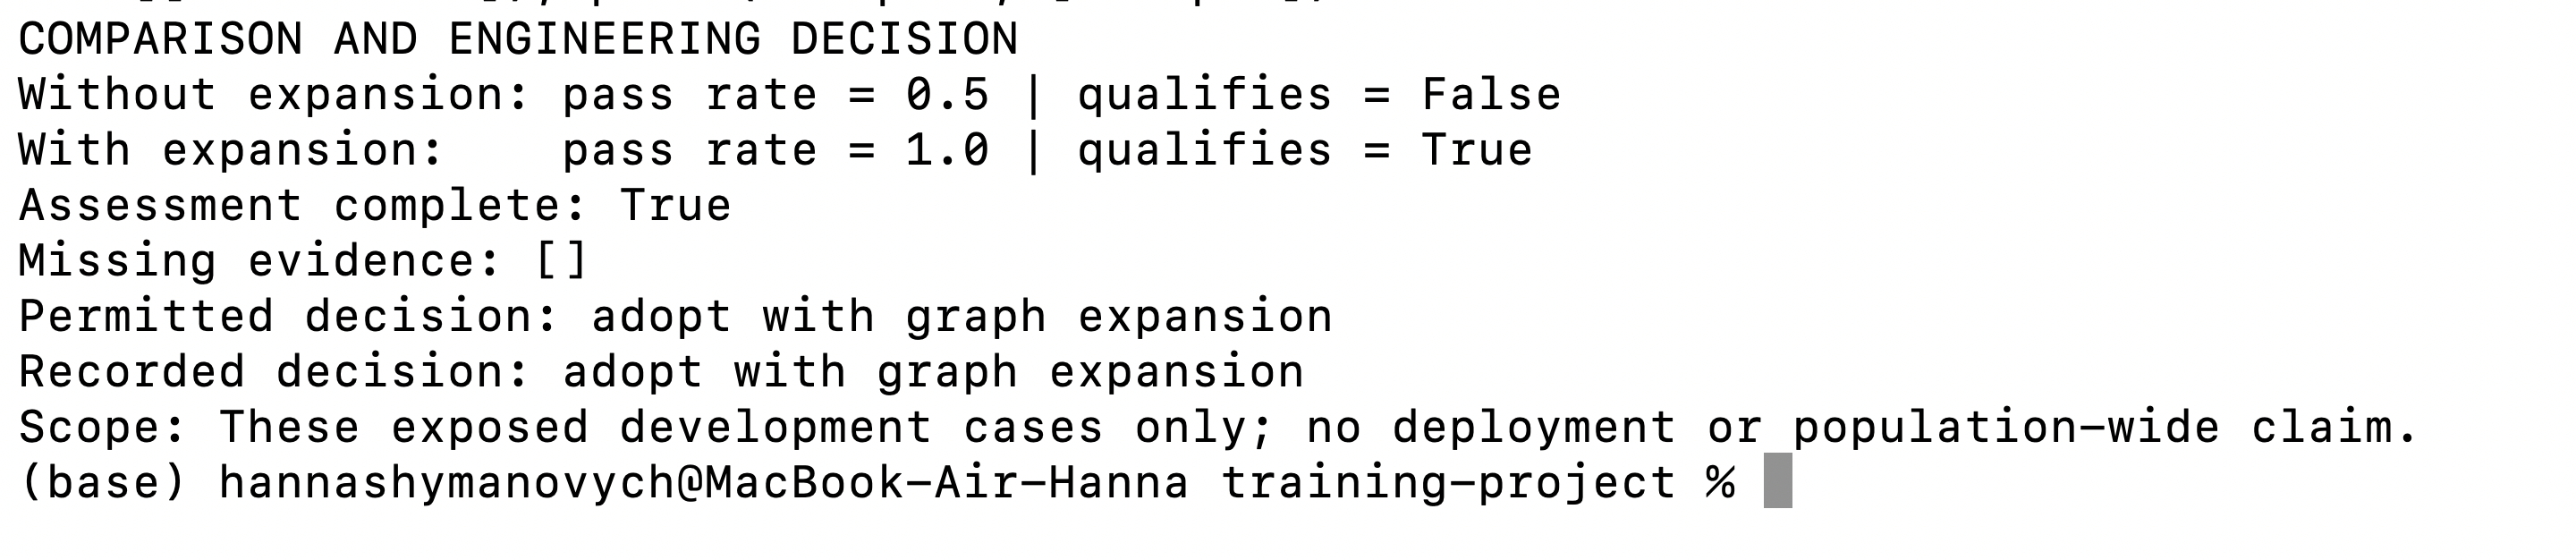 COMPARISON AND ENGINEERING DECISION
Without expansion: pass rate = 0.5 | qualifies = False
With expansion:    pass rate = 1.0 | qualifies = True
Assessment complete: True
Missing evidence: []
Permitted decision: adopt with graph expansion
Recorded decision: adopt with graph expansion
Scope: These exposed development cases only; no deployment or population-wide claim.
(base) hannashymanovych@MacBook-Air-Hanna training-project %